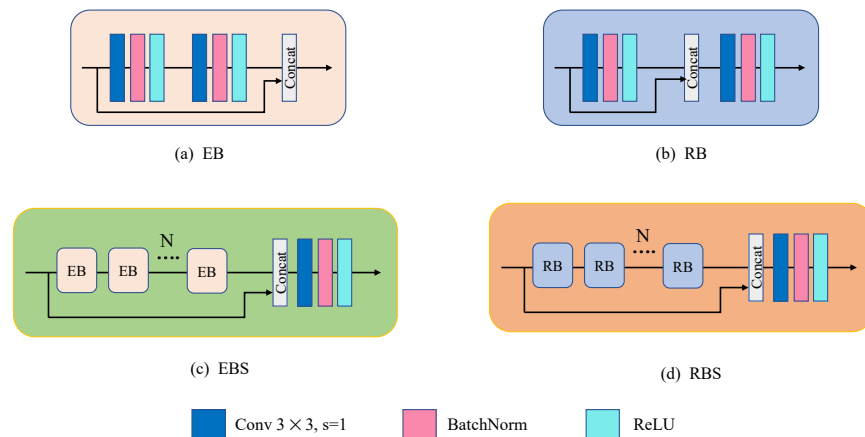 Concat
Concat
(a) EB
(b) RB
N
EB
EB
....
EB
Concat
N
RB
RB
....
RB
Concat
(c) EBS
(d) RBS
Conv 3 × 3, s=1
BatchNorm
ReLU